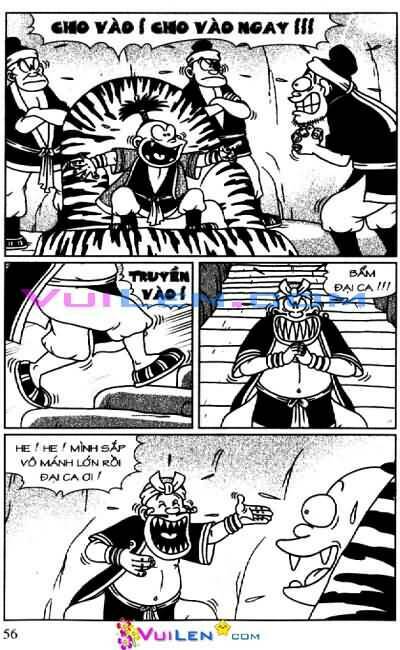 CHO VÀO ! CHO VÀO NGAY !!!
TRUYỀN
VÀO !
BẨM
ĐẠI CA !!!
VUILEN.COM
HE ! HE ! MÌNH SẮP
VÔ MÁNH LỚN RỒI
ĐẠI CA ƠI !
56
VUILEN.COM